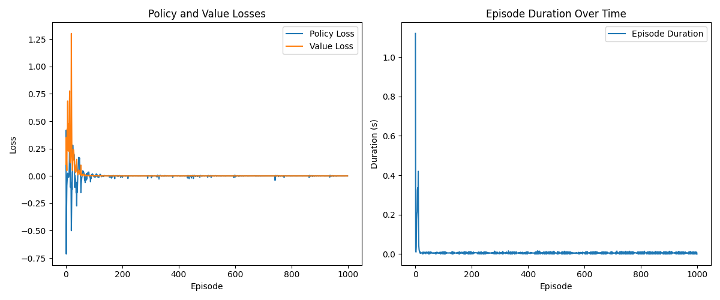 Policy and Value Losses
Policy Loss
Value Loss
1.25
1.00
0.75
0.50
0.25
0.00
−0.25
−0.50
−0.75
Loss
0 200 400 600 800 1000
Episode
Episode Duration Over Time
Episode Duration
1.0
0.8
0.6
0.4
0.2
0.0
Duration (s)
0 200 400 600 800 1000
Episode